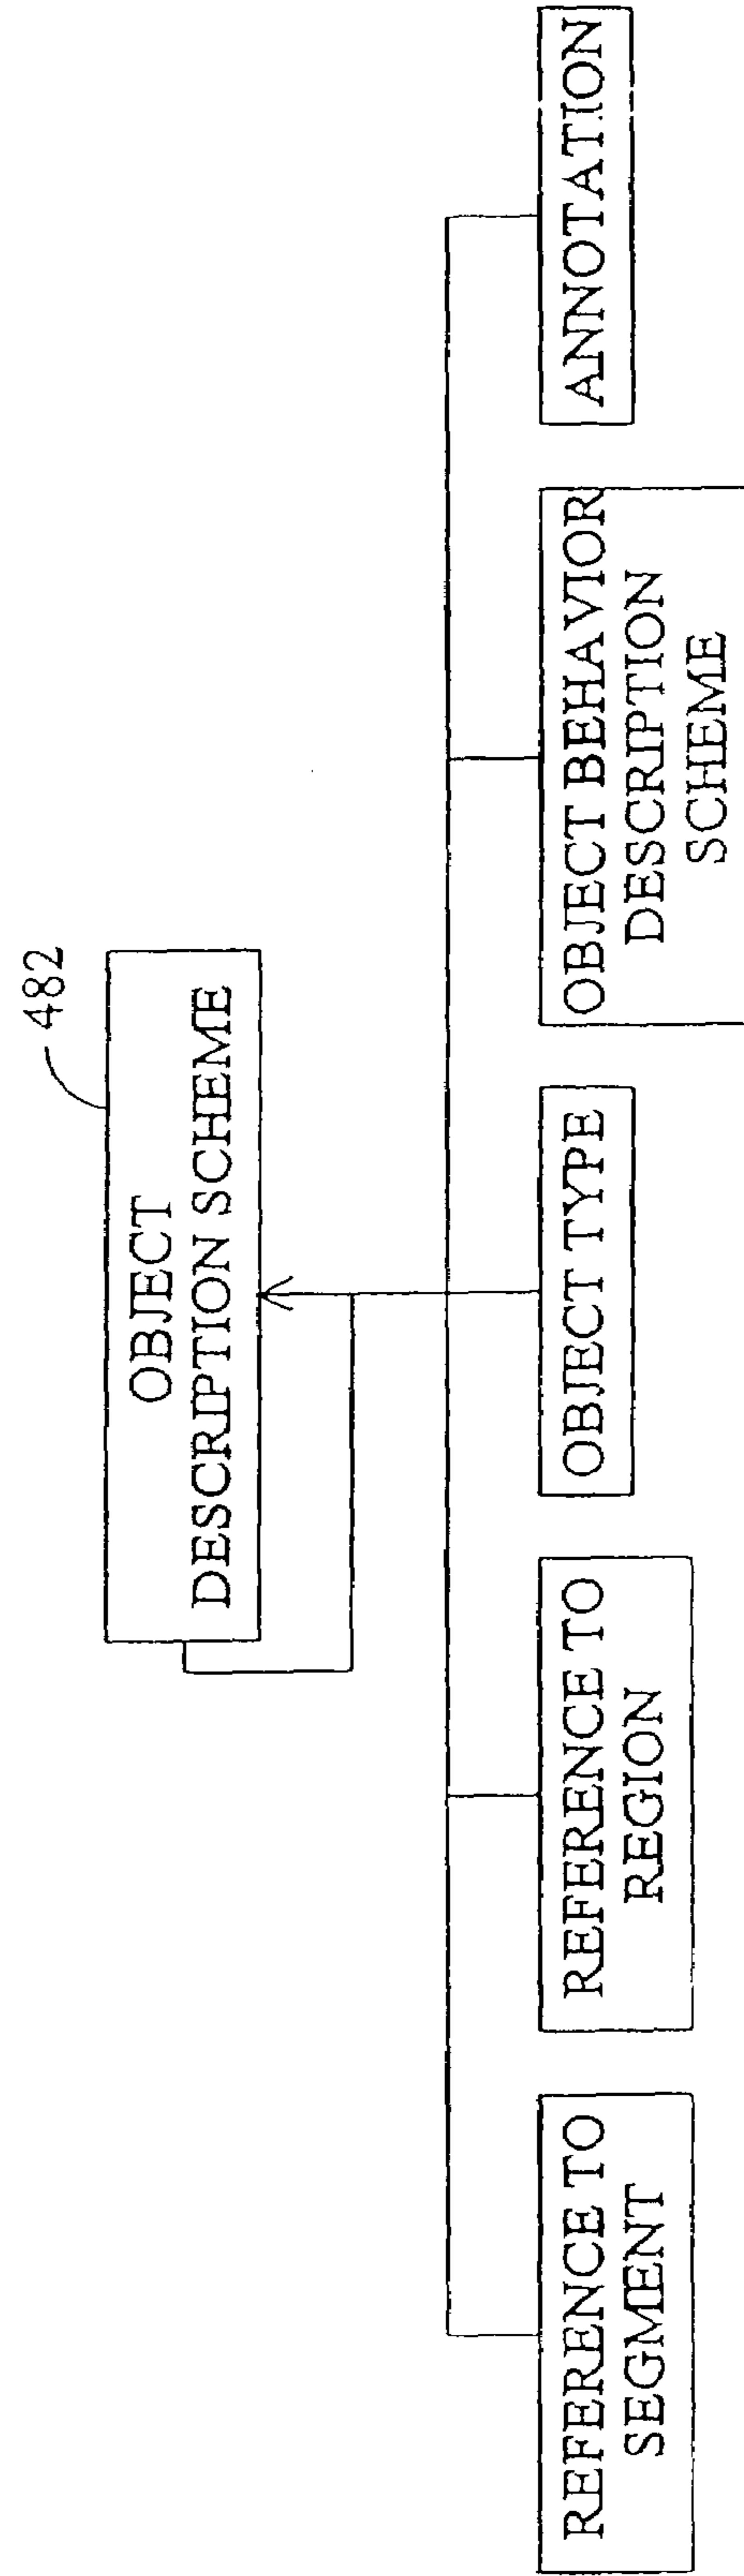 482
OBJECT
DESCRIPTION SCHEME
REFERENCE TO
SEGMENT
REFERENCE TO
REGION
OBJECT TYPE
OBJECT BEHAVIOR
DESCRIPTION
SCHEME
ANNOTATION